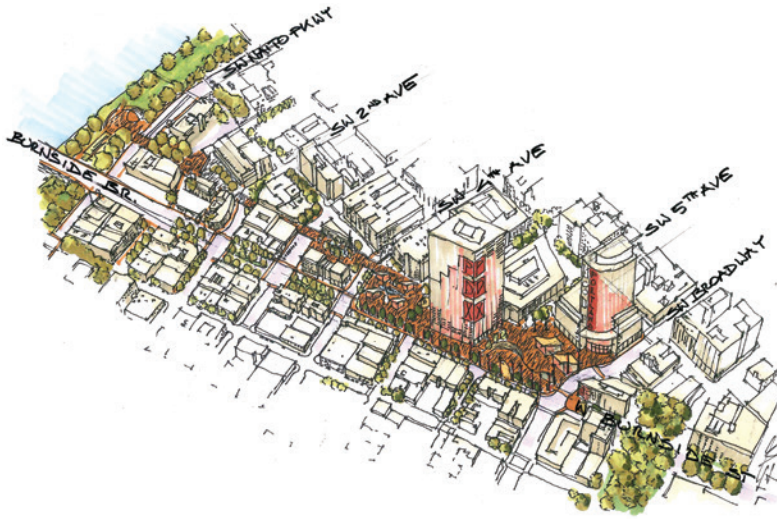 SW NAITO PKWY
SW 2ND AVE
BURNSIDE BR.
SW 4TH AVE
SW 5TH AVE
SW BROADWAY
W BURNSIDE ST